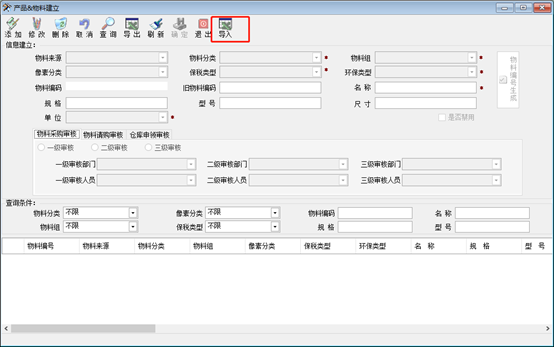 产品&物料建立
添加 修改 删除 取消 查询 导出 刷新 确定 退出 导入
信息建立:
物料来源 物料分类 * 物料组 *
像素分类 保税类型 * 环保类型 *
物料编码 旧物料编码 名 称 *
规 格 型 号 尺 寸
单 位 * 是否禁用
物料编号生成
物料采购审核 物料请购审核 仓库申领审核
一级审核 二级审核 三级审核
一级审核部门 二级审核部门 三级审核部门
一级审核人员 二级审核人员 三级审核人员
查询条件:
物料分类 不限 像素分类 不限 物料编码 名 称
物料组 不限 保税类型 不限 规 格 型 号
物料编号 物料来源 物料分类 物料组 像素分类 保税类型 环保类型 名 称 规 格 型 号